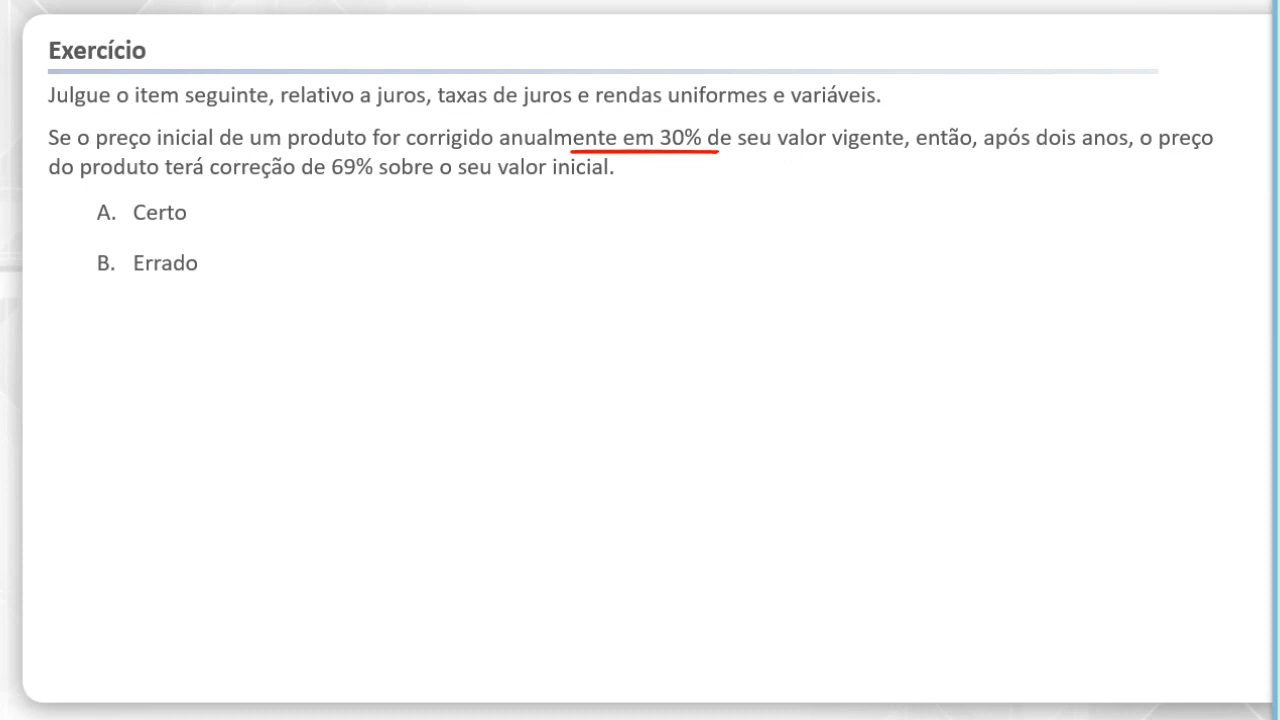 Exercício
Julgue o item seguinte, relativo a juros, taxas de juros e rendas uniformes e variáveis.
Se o preço inicial de um produto for corrigido anualmente em 30% de seu valor vigente, então, após dois anos, o preço
do produto terá correção de 69% sobre o seu valor inicial.
A. Certo
B. Errado